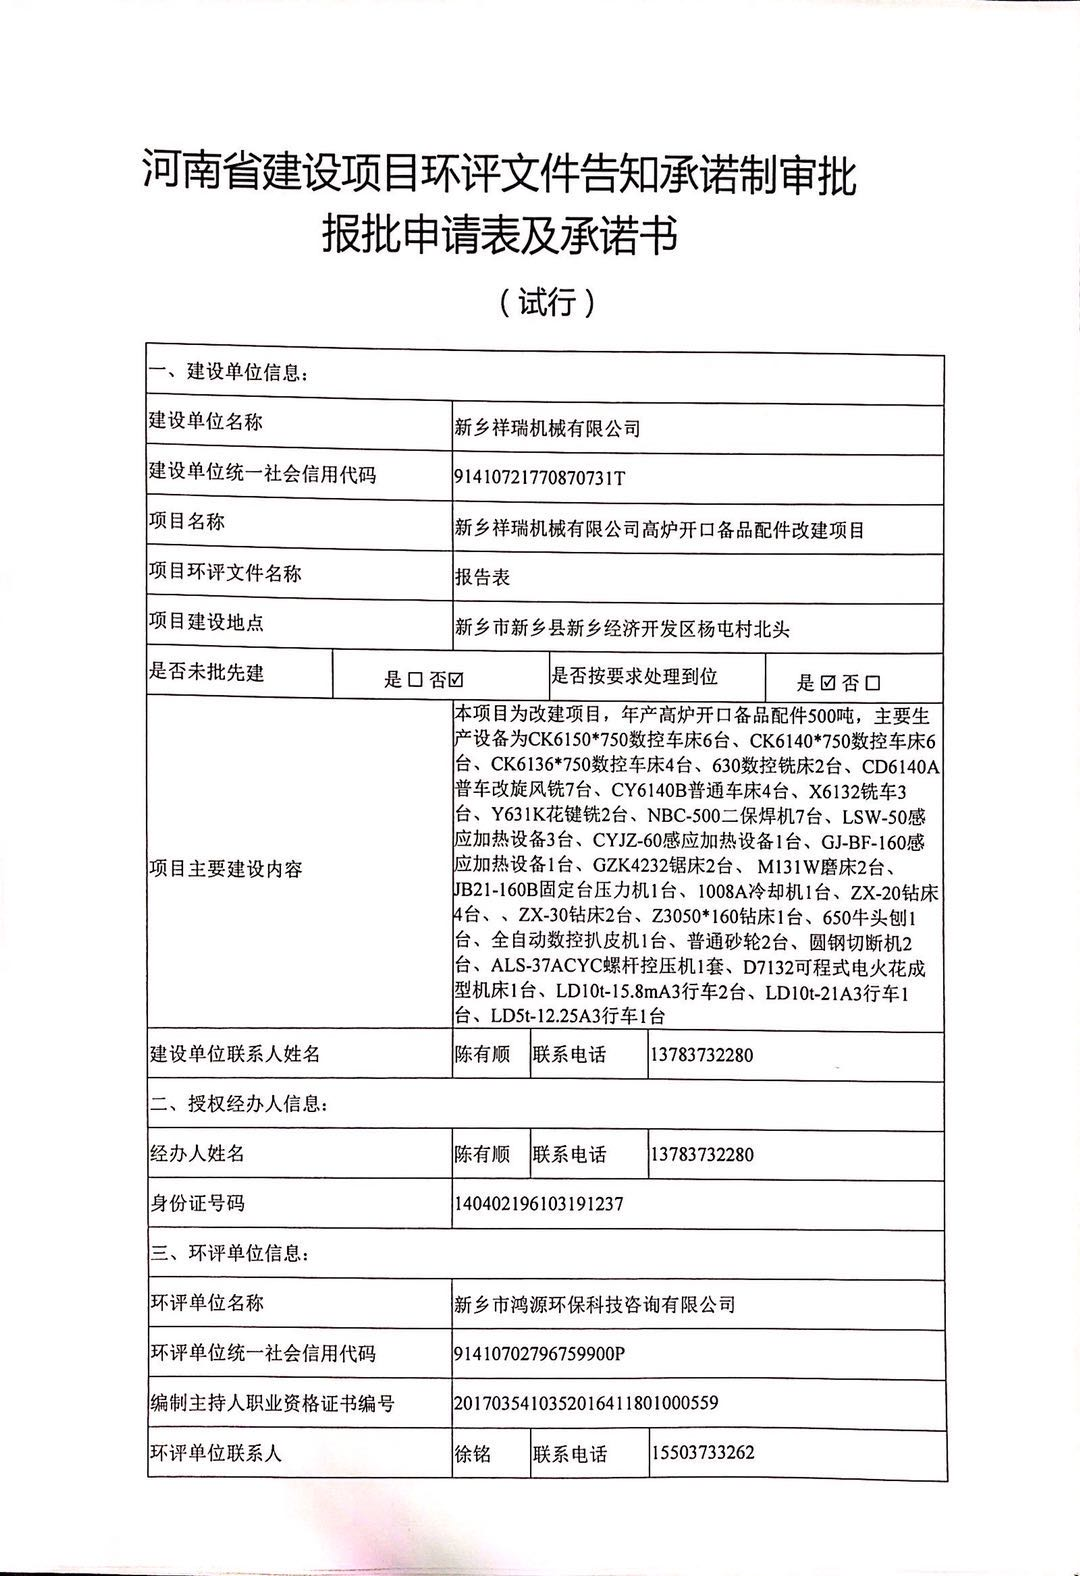 河南省建设项目环评文件告知承诺制审批
报批申请表及承诺书
（试行）
一、建设单位信息：
建设单位名称 新乡祥瑞机械有限公司
建设单位统一社会信用代码 91410721770870731T
项目名称 新乡祥瑞机械有限公司高炉开口备品配件改建项目
项目环评文件名称 报告表
项目建设地点 新乡市新乡县新乡经济开发区杨屯村北头
是否未批先建 是□ 否☑ 是否按要求处理到位 是☑ 否□
项目主要建设内容
本项目为改建项目，年产高炉开口备品配件500吨，主要生
产设备为CK6150*750数控车床6台、CK6140*750数控车床6
台、CK6136*750数控车床4台、630数控铣床2台、CD6140A
普车改旋风铣7台、CY6140B普通车床4台、X6132铣车3
台、Y631K花键铣2台、NBC-500二保焊机7台、LSW-50感
应加热设备3台、CYJZ-60感应加热设备1台、GJ-BF-160感
应加热设备1台、GZK4232锯床2台、 M131W磨床2台、
JB21-160B固定台压力机1台、1008A冷却机1台、ZX-20钻床
4台、、ZX-30钻床2台、Z3050*160钻床1台、650牛头刨1
台、全自动数控扒皮机1台、普通砂轮2台、圆钢切断机2
台、ALS-37ACYC螺杆控压机1套、D7132可程式电火花成
型机床1台、LD10t-15.8mA3行车2台、LD10t-21A3行车1
台、LD5t-12.25A3行车1台
建设单位联系人姓名 陈有顺 联系电话 13783732280
二、授权经办人信息：
经办人姓名 陈有顺 联系电话 13783732280
身份证号码 140402196103191237
三、环评单位信息：
环评单位名称 新乡市鸿源环保科技咨询有限公司
环评单位统一社会信用代码 91410702796759900P
编制主持人职业资格证书编号 2017035410352016411801000559
环评单位联系人 徐铭 联系电话 15503733262